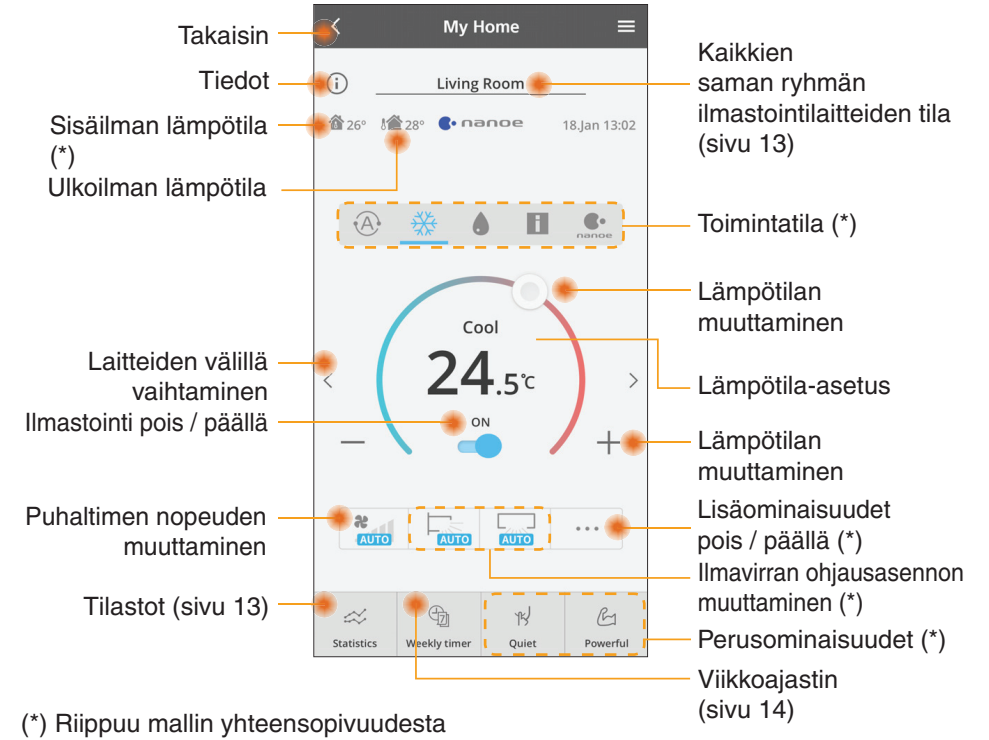 Takaisin
Tiedot
Sisäilman lämpötila
(*)
Ulkoilman lämpötila
Laitteiden välillä
vaihtaminen
Ilmastointi pois / päällä
Puhaltimen nopeuden
muuttaminen
Tilastot (sivu 13)
My Home
Living Room
26°
28°
nanoe
18.Jan 13:02
A
nanoe
Cool
24.5°C
ON
AUTO
AUTO
AUTO
7
Statistics
Weekly timer
Quiet
Powerful
Kaikkien
saman ryhmän
ilmastointilaitteiden tila
(sivu 13)
Toimintatila (*)
Lämpötilan
muuttaminen
Lämpötila-asetus
Lämpötilan
muuttaminen
Lisäominaisuudet
pois / päällä (*)
Ilmavirran ohjausasennon
muuttaminen (*)
Perusominaisuudet (*)
Viikkoajastin
(sivu 14)
(*) Riippuu mallin yhteensopivuudesta